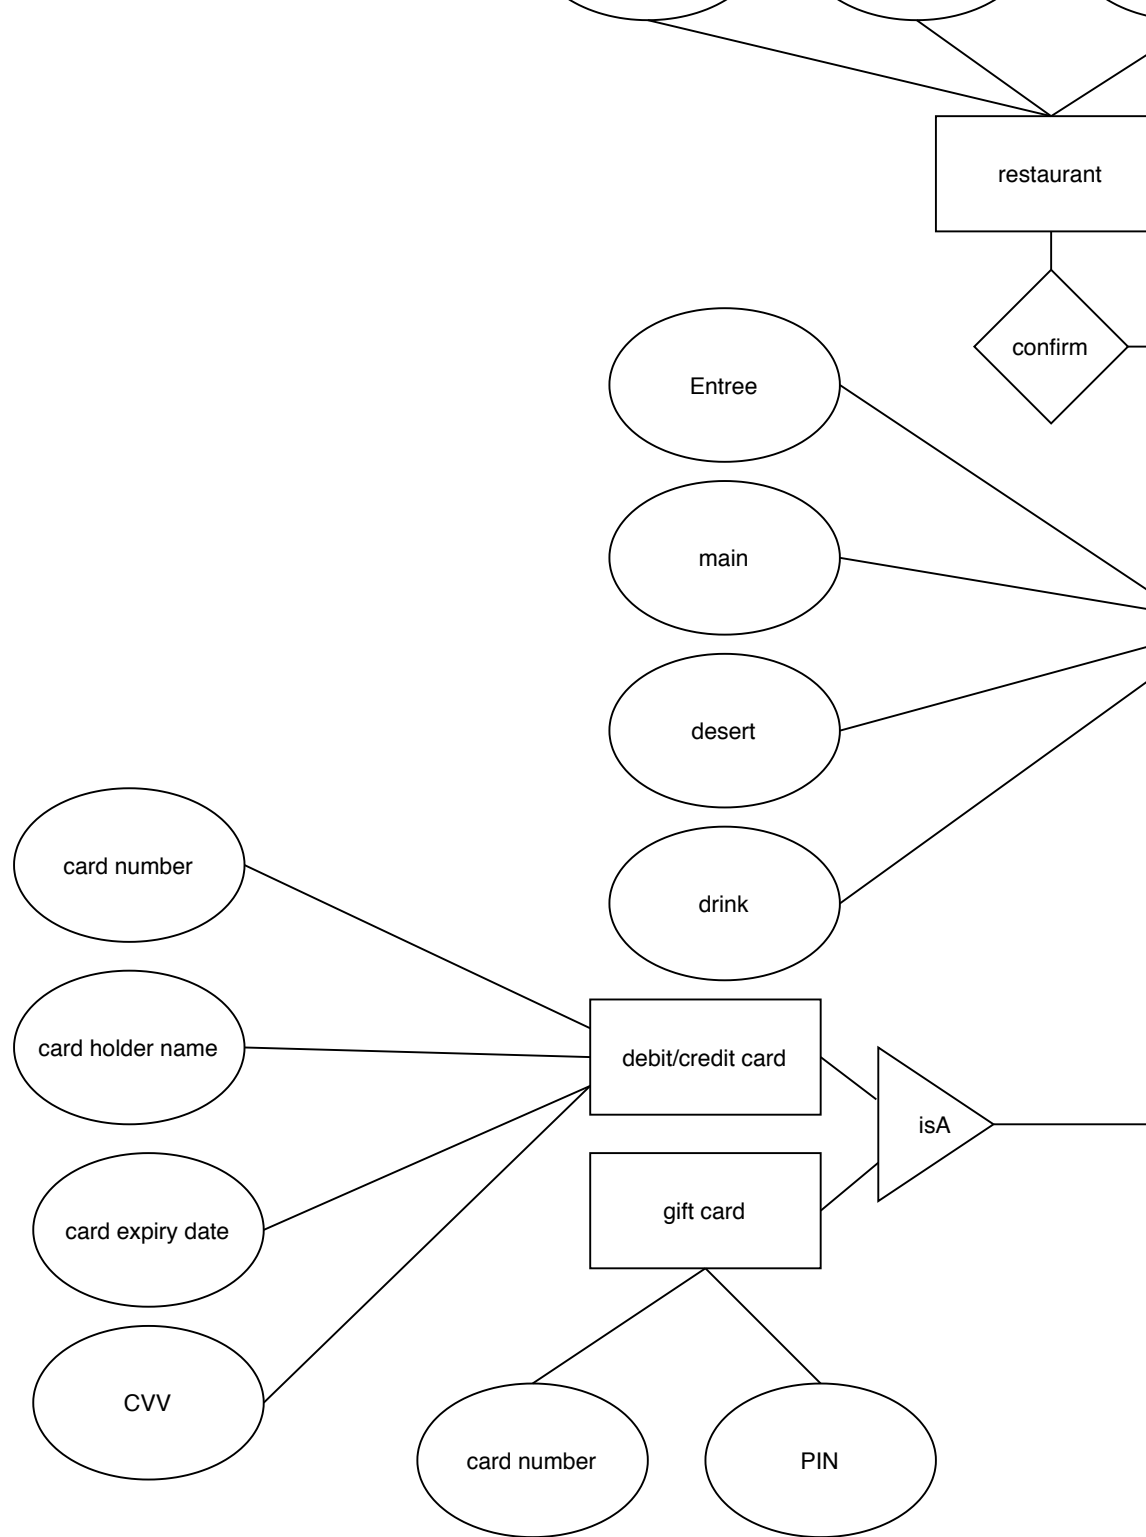 restaurant
confirm
Entree
main
desert
drink
card number
card holder name
debit/credit card
isA
card expiry date
gift card
CVV
card number
PIN